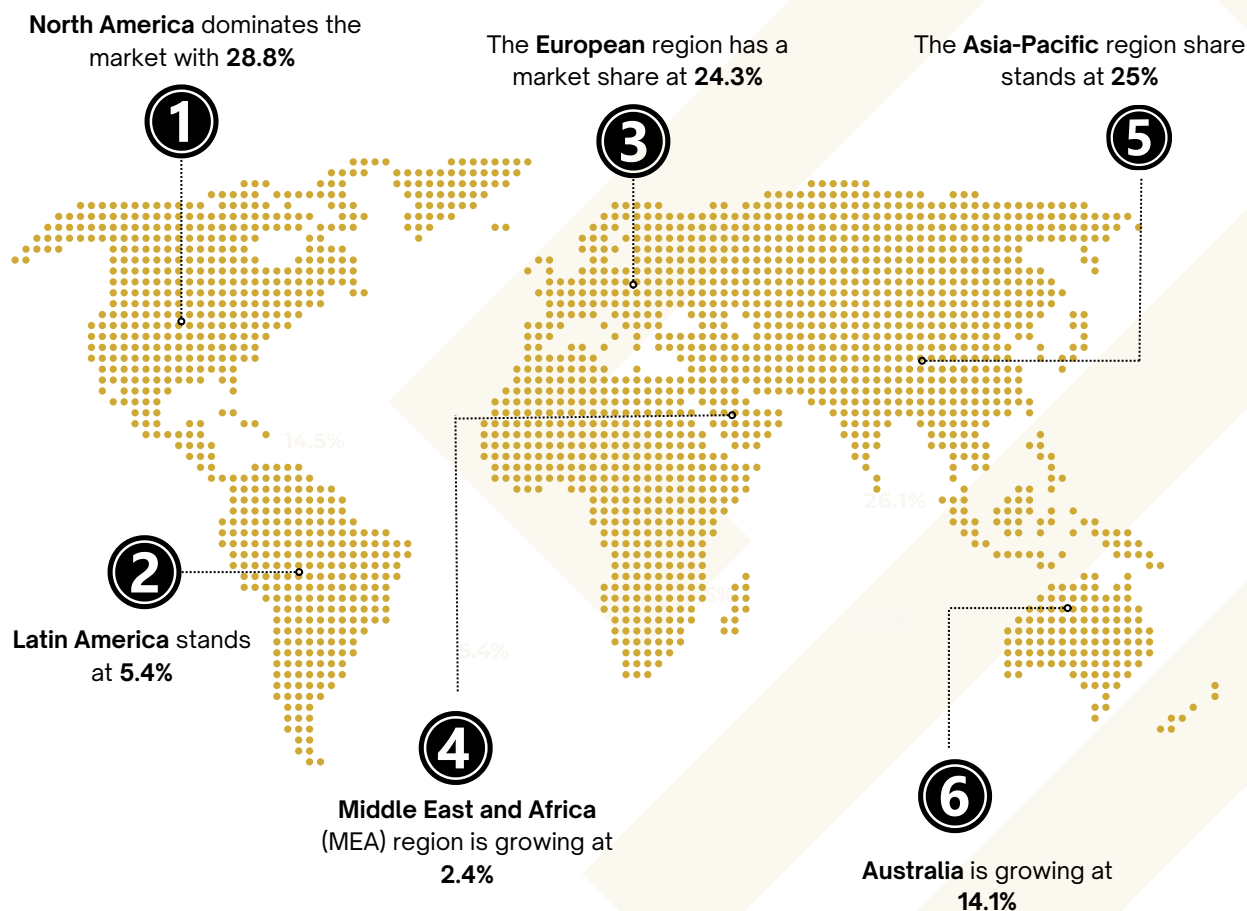 North America dominates the
market with 28.8%
1
The European region has a
market share at 24.3%
3
The Asia-Pacific region share
stands at 25%
5
14.5%
26.1%
2
Latin America stands
at 5.4%
5.4%
4
Middle East and Africa
(MEA) region is growing at
2.4%
6
Australia is growing at
14.1%